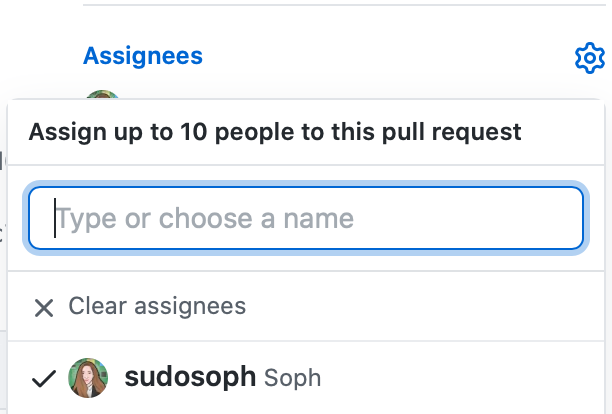 Assignees
Assign up to 10 people to this pull request
Type or choose a name
Clear assignees
sudosoph Soph